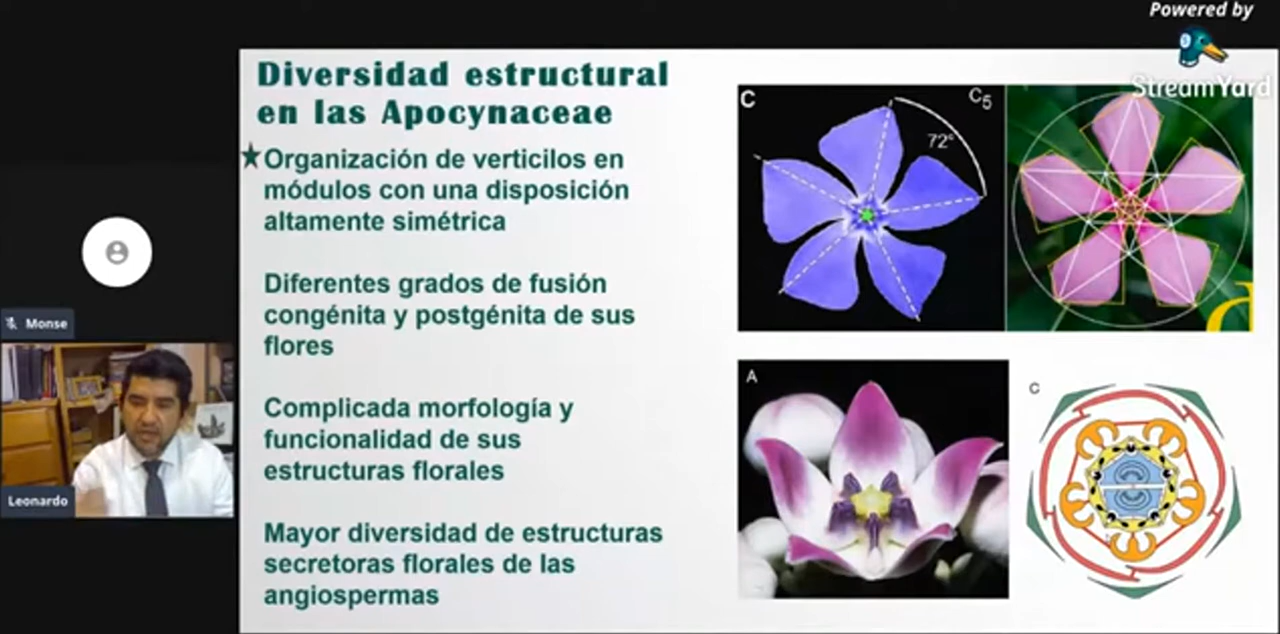 Powered by
StreamYard
Diversidad estructural
en las Apocynaceae
★Organización de verticilos en
módulos con una disposición
altamente simétrica
Diferentes grados de fusión
congénita y postgénita de sus
flores
Complicada morfología y
funcionalidad de sus
estructuras florales
Mayor diversidad de estructuras
secretoras florales de las
angiospermas
C
C5
72°
A
C
Monse
Leonardo